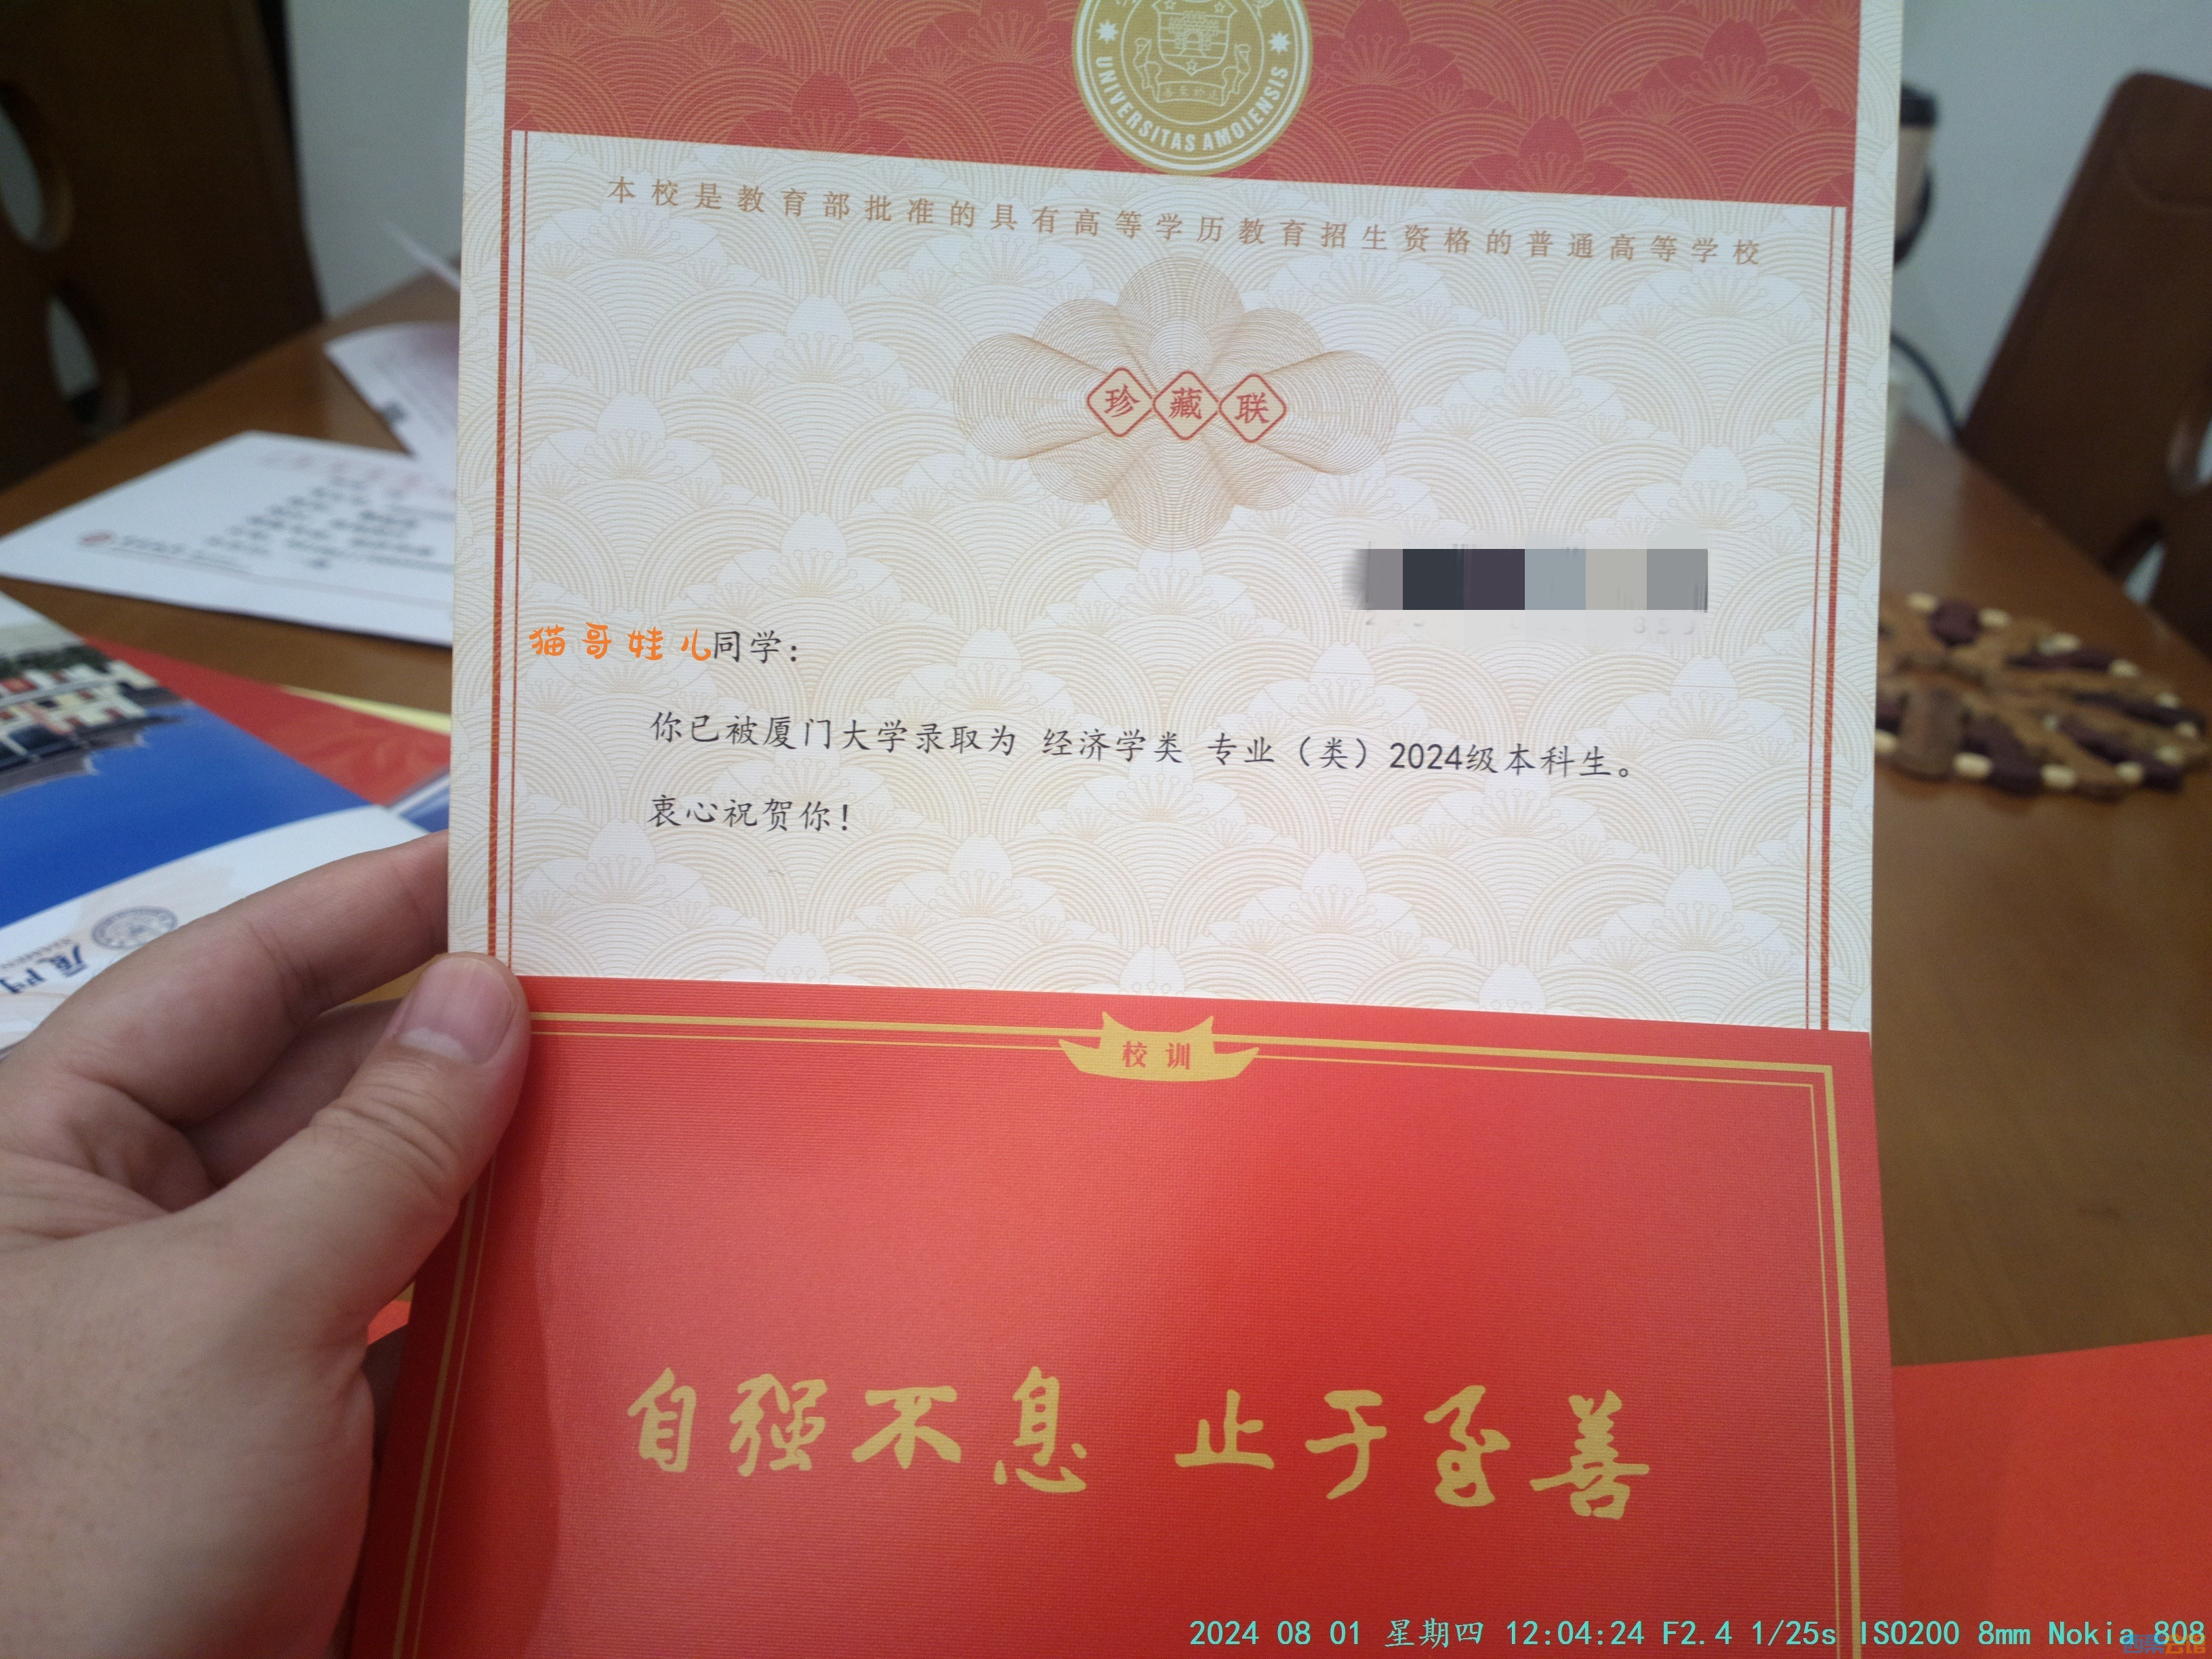 UNIVERSITAS AMOIENSIS
本校是教育部批准的具有高等学历教育招生资格的普通高等学校
珍藏联
猫哥娃儿同学：
你已被厦门大学录取为 经济学类 专业（类）2024级本科生。
衷心祝贺你！
校训
自强不息 止于至善
厦门
2024 08 01 星期四 12:04:24 F2.4 1/25s ISO200 8mm Nokia 808